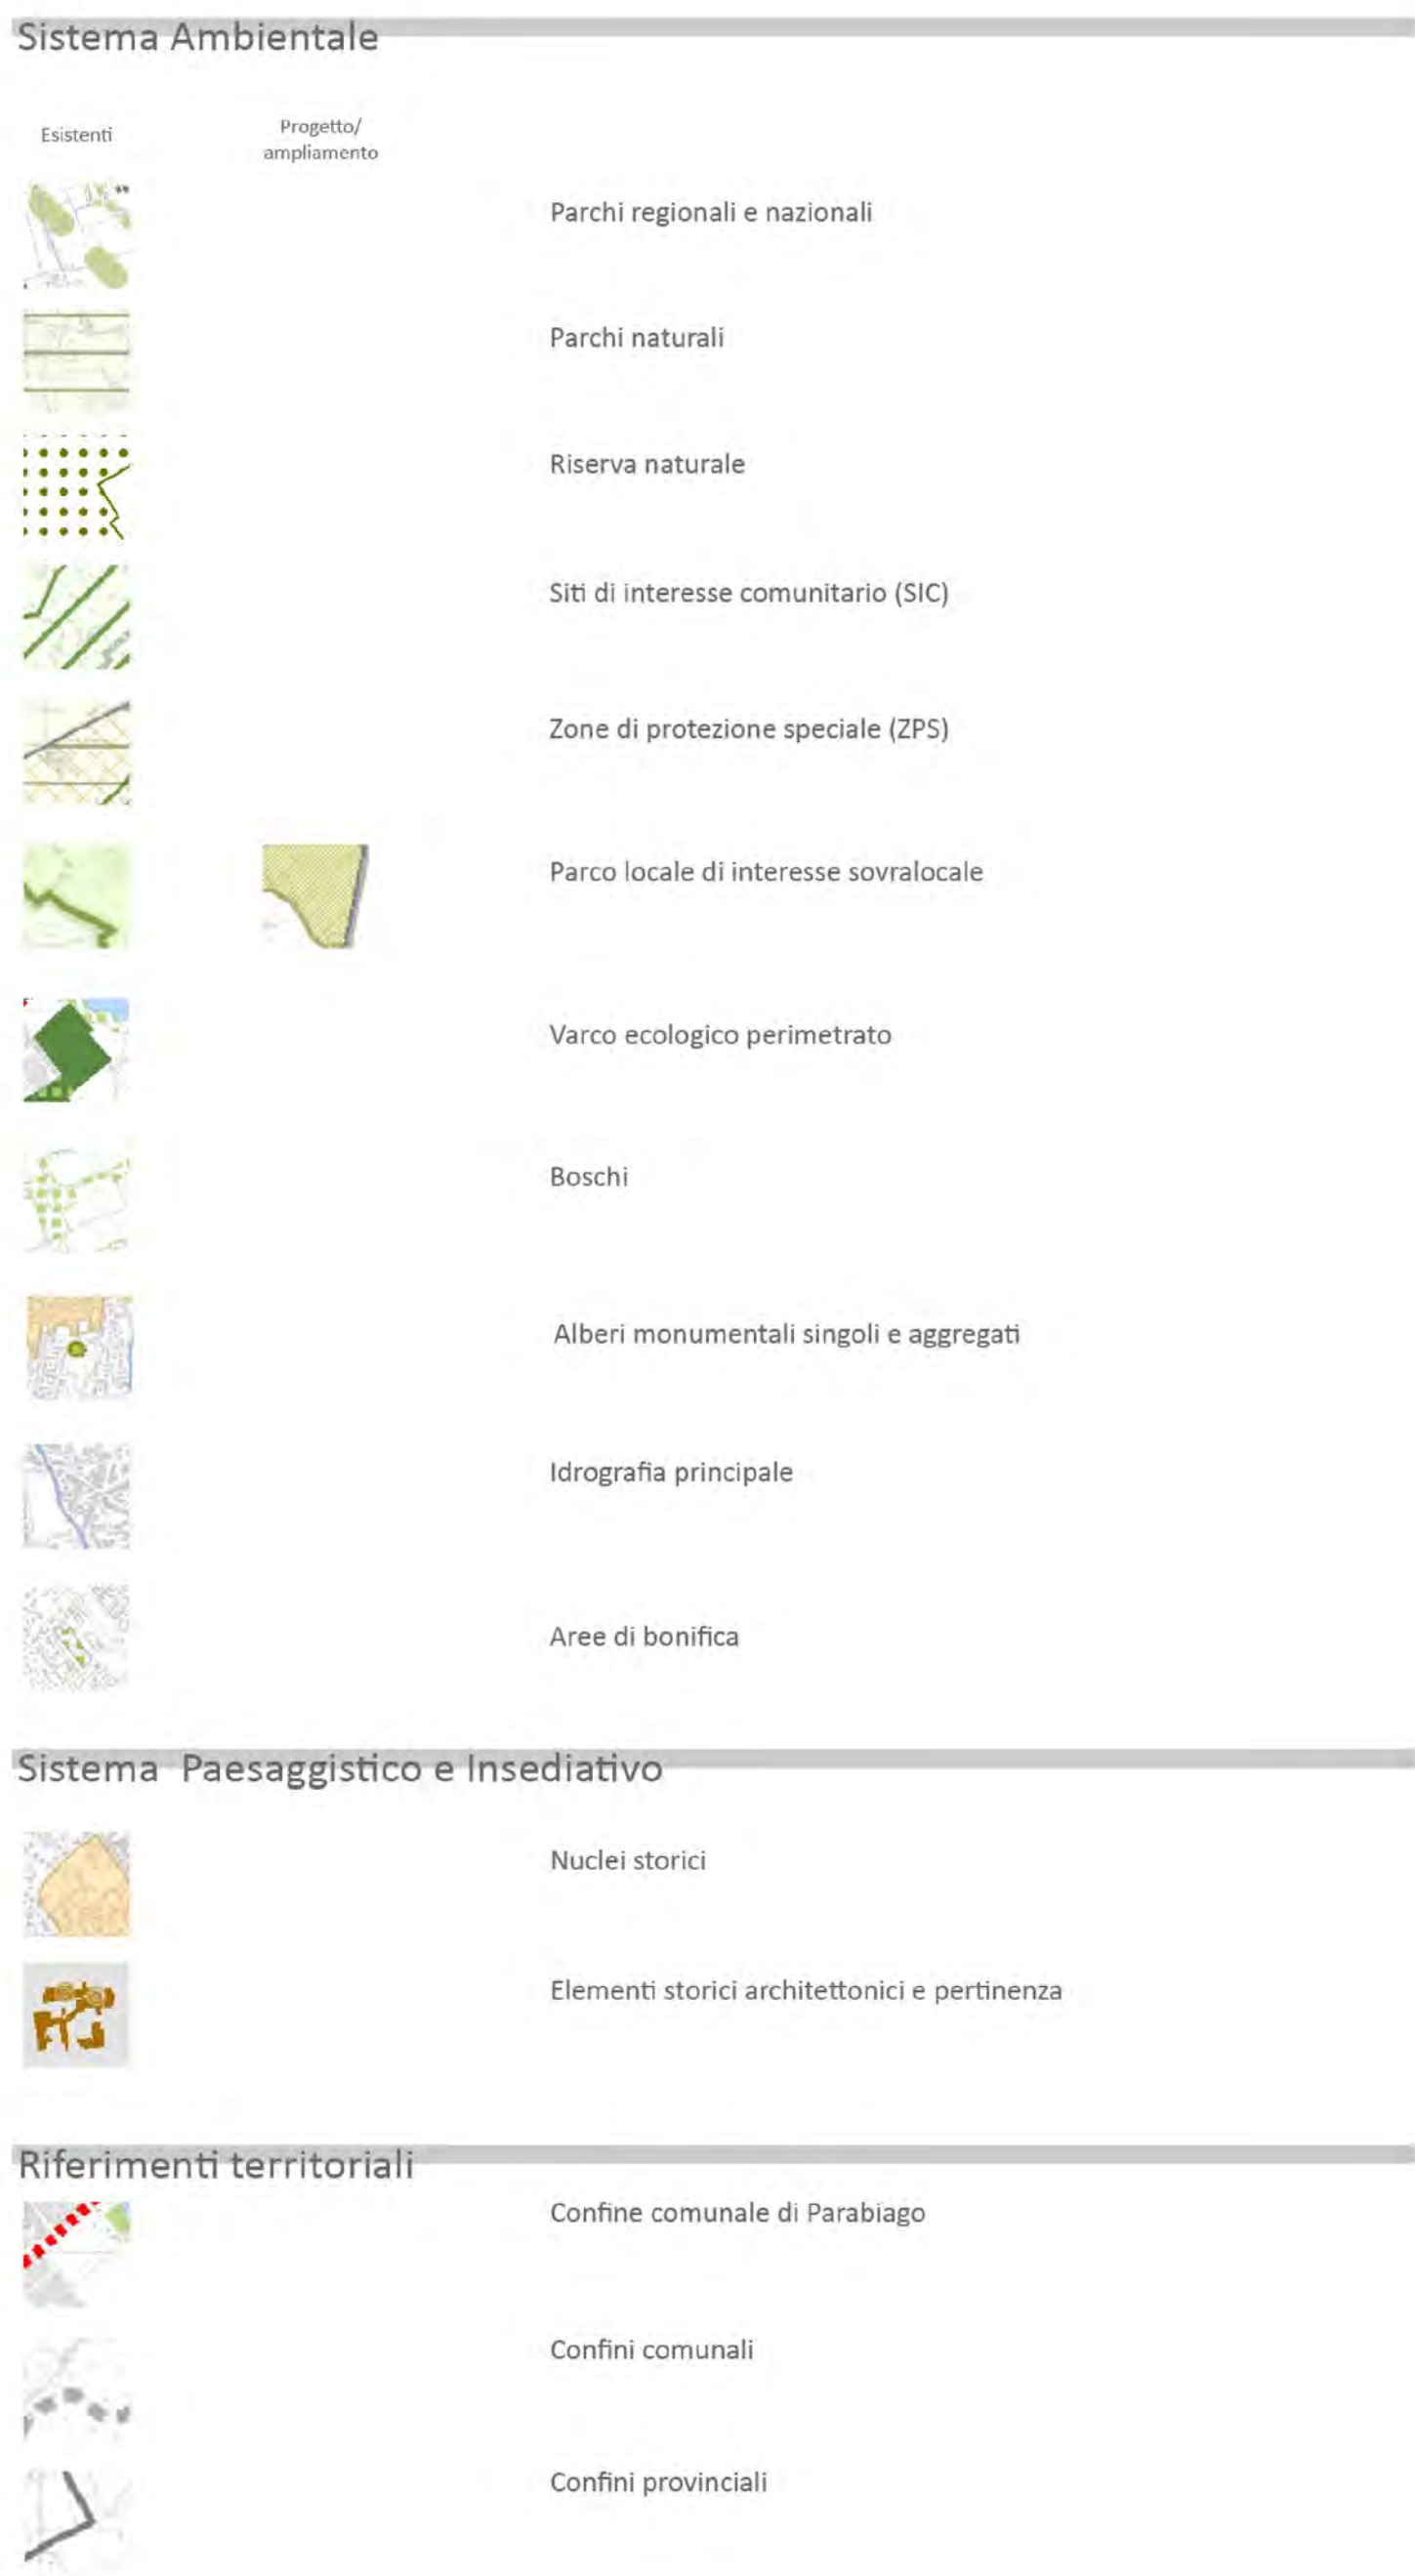 Sistema Ambientale
Esistenti
Progetto/
ampliamento
Parchi regionali e nazionali
Parchi naturali
Riserva naturale
Siti di interesse comunitario (SIC)
Zone di protezione speciale (ZPS)
Parco locale di interesse sovralocale
Varco ecologico perimetrato
Boschi
Alberi monumentali singoli e aggregati
Idrografia principale
Aree di bonifica
Sistema Paesaggistico e Insediativo
Nuclei storici
Elementi storici architettonici e pertinenza
Riferimenti territoriali
Confine comunale di Parabiago
Confini comunali
Confini provinciali